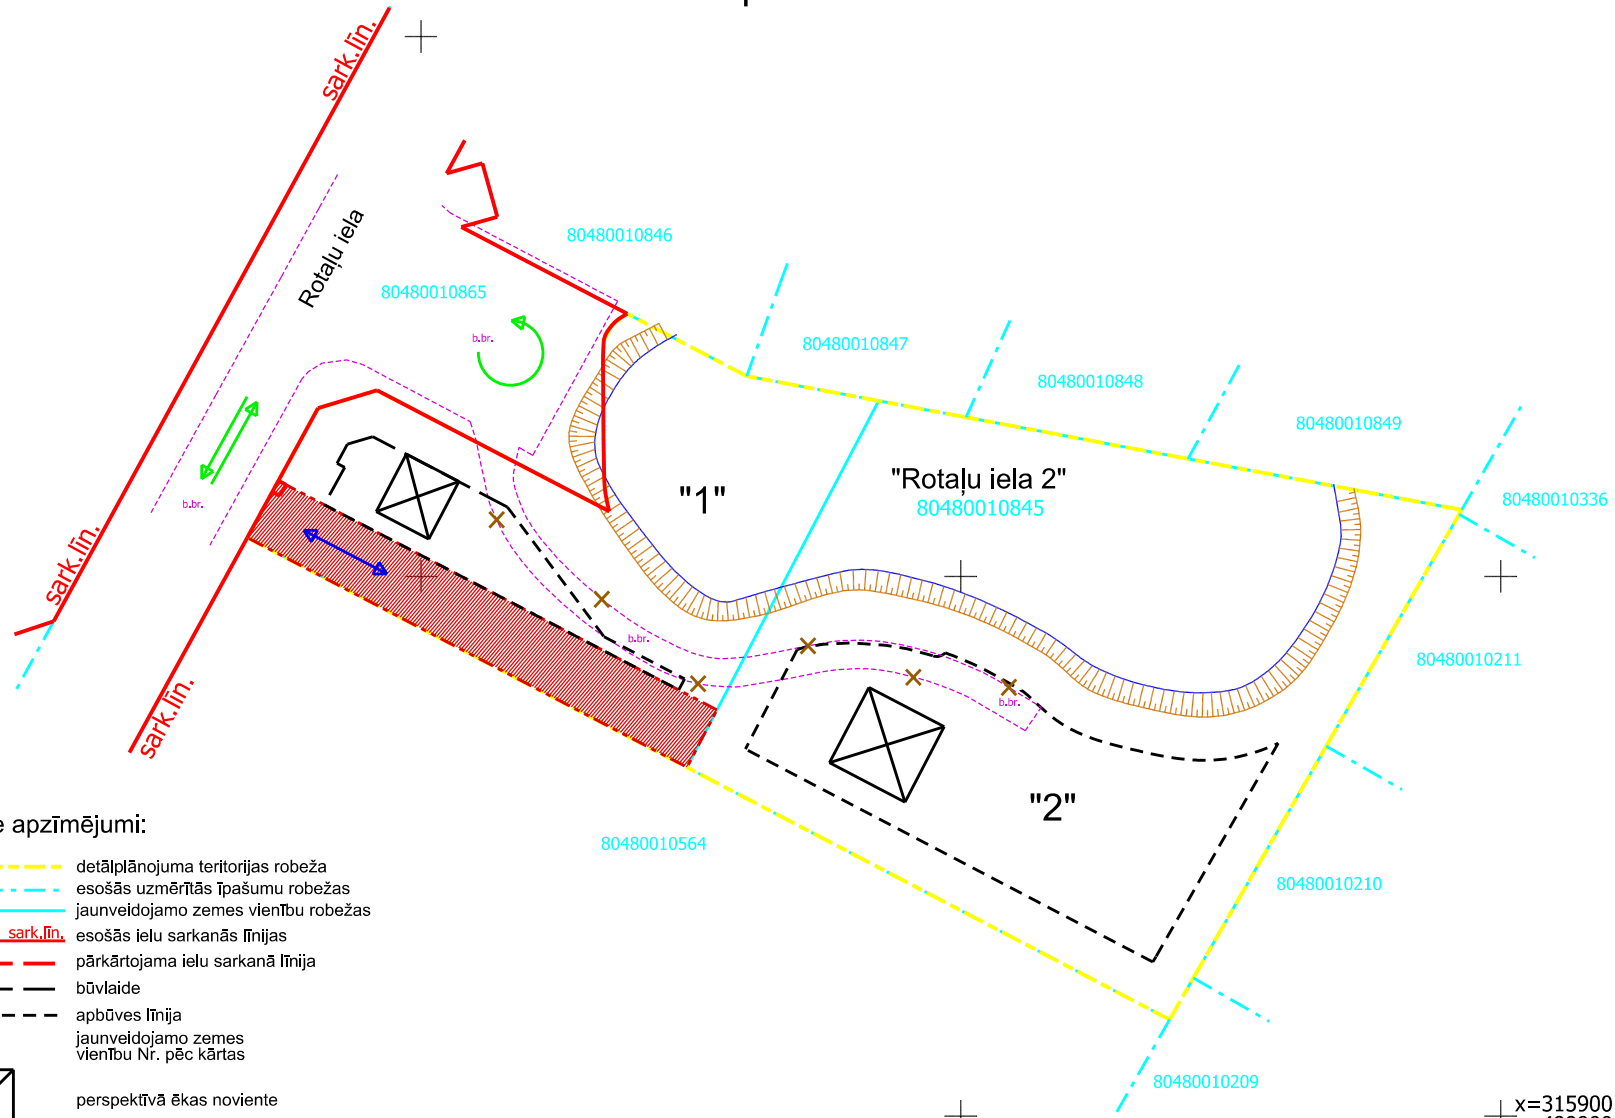 sark.līn.
Rotaļu iela
80480010846
80480010865
b.br.
80480010847
80480010848
80480010849
80480010336
"1"
"Rotaļu iela 2"
80480010845
b.br.
sark.līn.
b.br.
80480010211
sark.līn.
b.br.
"2"
80480010564
80480010210
80480010209
e apzīmējumi:
detālplānojuma teritorijas robeža
esošās uzmērītās īpašumu robežas
jaunveidojamo zemes vienību robežas
sark.līn.
esošās ielu sarkanās līnijas
pārkārtojama ielu sarkanā līnija
būvlaide
apbūves līnija
jaunveidojamo zemes
vienību Nr. pēc kārtas
perspektīvā ēkas noviente
x=315900